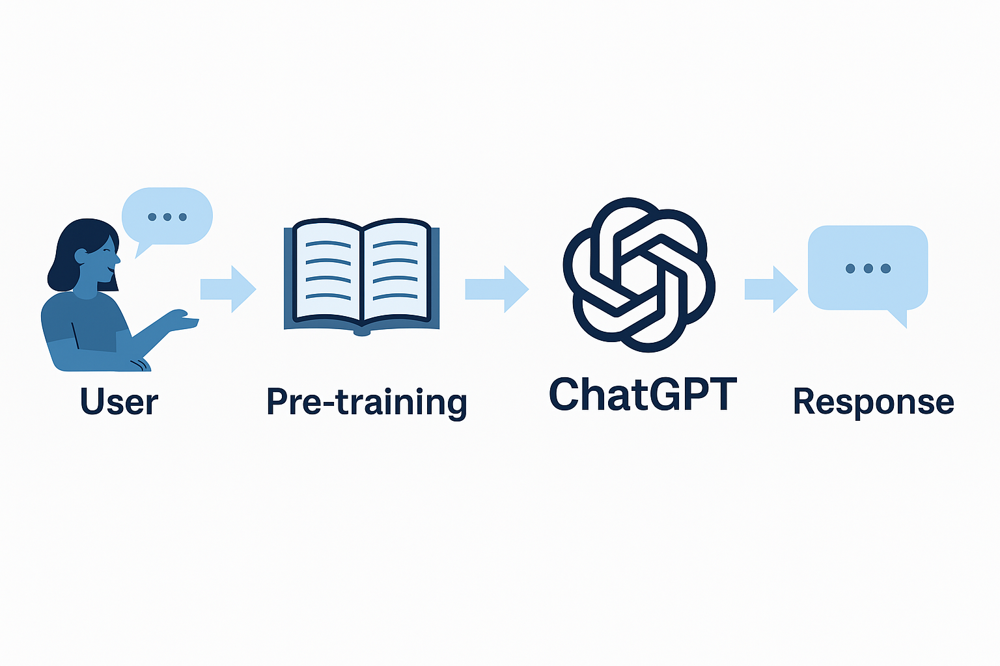 User
Pre-training
ChatGPT
Response